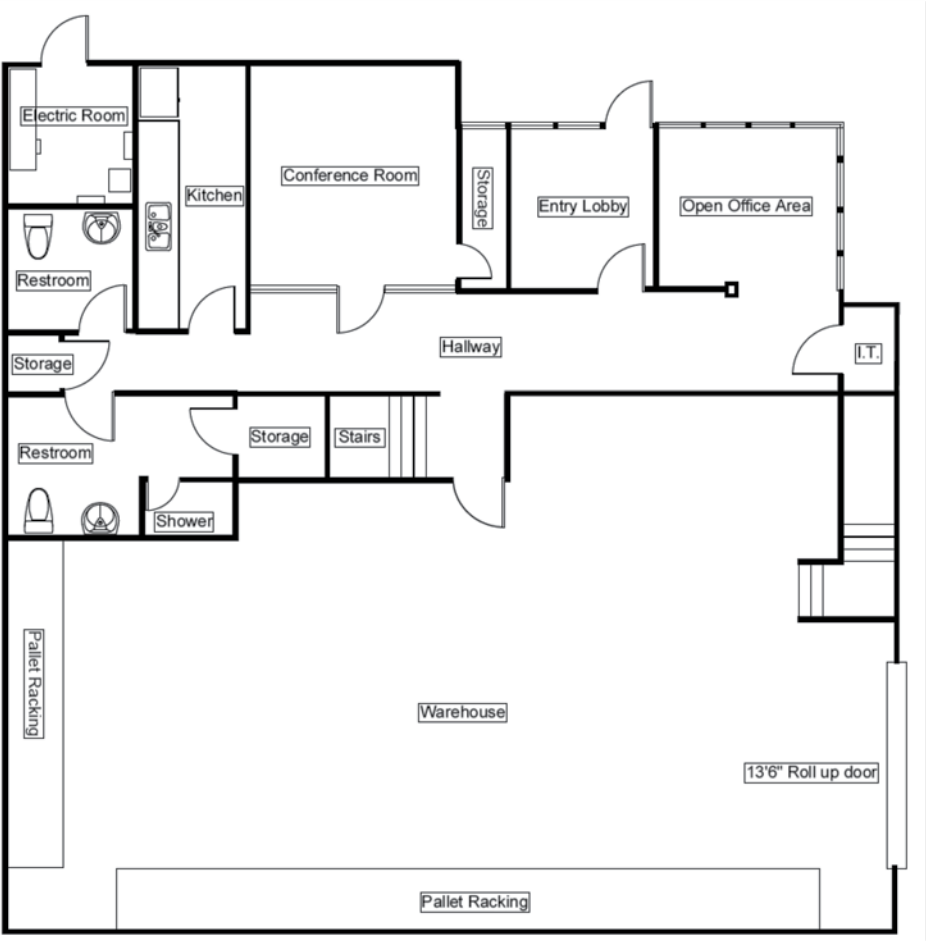 Electric Room
Conference Room
Storage
Kitchen
Entry Lobby
Open Office Area
Restroom
Hallway
I.T.
Storage
Storage
Stairs
Restroom
Shower
Pallet Racking
Warehouse
13'6" Roll up door
Pallet Racking